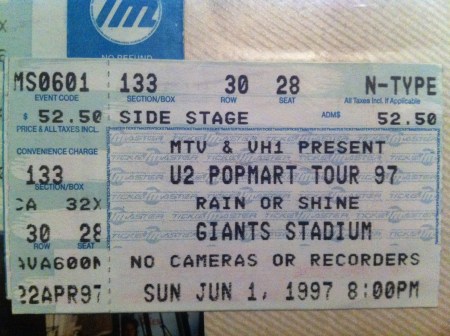 NO REFUND
MS0601 133 30 28 N-TYPE
EVENT CODE SECTION/BOX ROW SEAT All Taxes Incl. If Applicable
$ 52.50 SIDE STAGE ADM$ 52.50
PRICE & ALL TAXES INCL.
MTV & VH1 PRESENT
CONVENIENCE CHARGE
133 U2 POPMART TOUR 97
SECTION/BOX
CA 32X RAIN OR SHINE
TICKETMASTER
30 28 GIANTS STADIUM
ROW SEAT
AVA600N NO CAMERAS OR RECORDERS
22APR97 SUN JUN 1, 1997 8:00PM